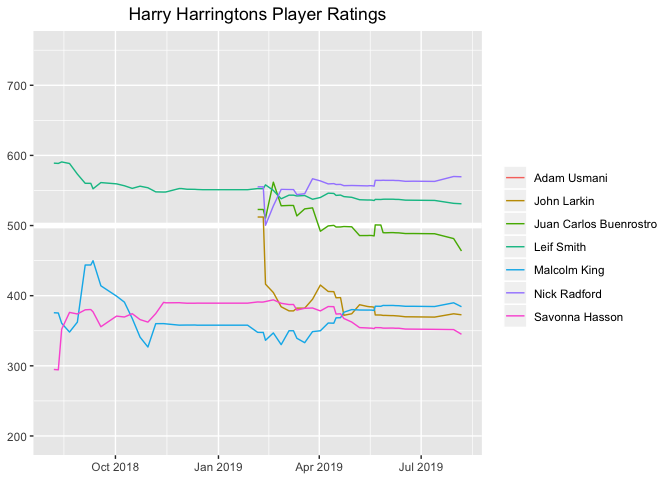 Harry Harringtons Player Ratings
700
600
500
400
300
200
Oct 2018
Jan 2019
Apr 2019
Jul 2019
Adam Usmani
John Larkin
Juan Carlos Buenrostro
Leif Smith
Malcolm King
Nick Radford
Savonna Hasson